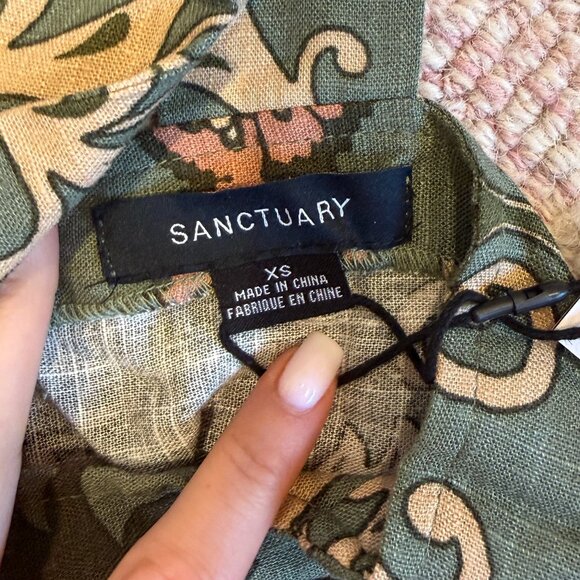 SANCTUARY
XS
MADE IN CHINA
FABRIQUE EN CHINE